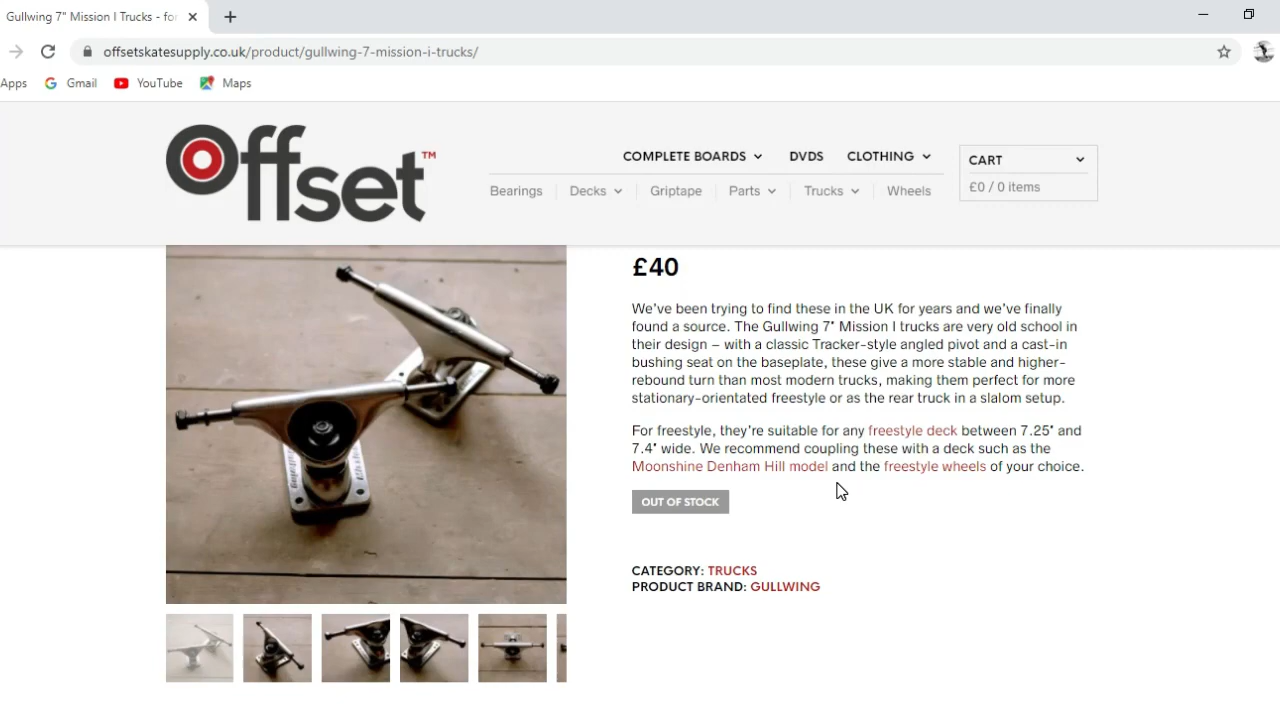 Gullwing 7" Mission I Trucks - for
offsetskatesupply.co.uk/product/gullwing-7-mission-i-trucks/
Apps Gmail YouTube Maps
Offset™
COMPLETE BOARDS DVDS CLOTHING
CART
£0 / 0 items
Bearings Decks Griptape Parts Trucks Wheels
£40
We've been trying to find these in the UK for years and we've finally
found a source. The Gullwing 7" Mission I trucks are very old school in
their design – with a classic Tracker-style angled pivot and a cast-in
bushing seat on the baseplate, these give a more stable and higher-
rebound turn than most modern trucks, making them perfect for more
stationary-orientated freestyle or as the rear truck in a slalom setup.
For freestyle, they're suitable for any freestyle deck between 7.25" and
7.4" wide. We recommend coupling these with a deck such as the
Moonshine Denham Hill model and the freestyle wheels of your choice.
OUT OF STOCK
CATEGORY: TRUCKS
PRODUCT BRAND: GULLWING